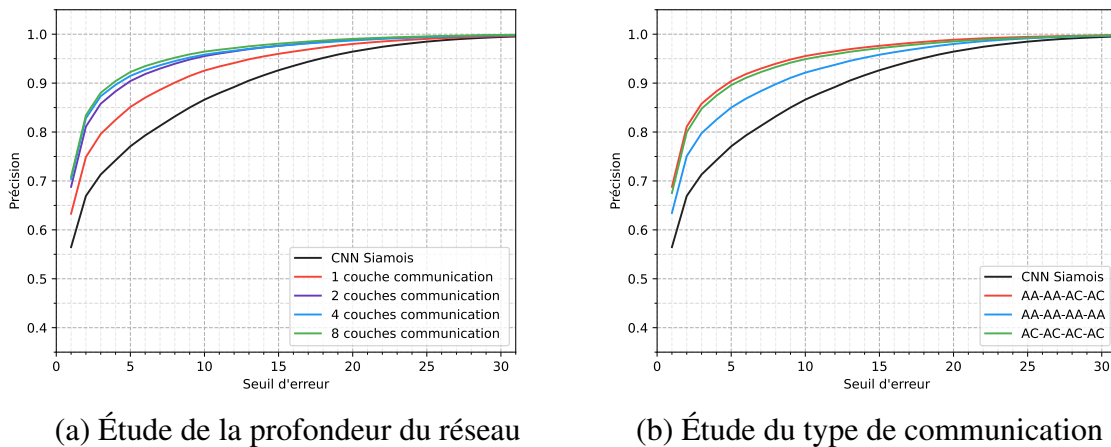 1.0
0.9
0.8
0.7
0.6
0.5
0.4
Précision
0
5
10
15
20
25
30
Seuil d'erreur
CNN Siamois
1 couche communication
2 couches communication
4 couches communication
8 couches communication
(a) Étude de la profondeur du réseau
1.0
0.9
0.8
0.7
0.6
0.5
0.4
Précision
0
5
10
15
20
25
30
Seuil d'erreur
CNN Siamois
AA-AA-AC-AC
AA-AA-AA-AA
AC-AC-AC-AC
(b) Étude du type de communication